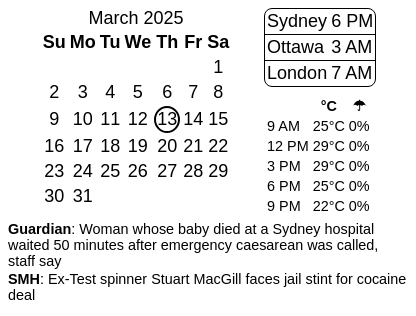 March 2025
Su Mo Tu We Th Fr Sa
1
2 3 4 5 6 7 8
9 10 11 12 13 14 15
16 17 18 19 20 21 22
23 24 25 26 27 28 29
30 31
Sydney 6 PM
Ottawa 3 AM
London 7 AM
°C ☂
9 AM 25°C 0%
12 PM 29°C 0%
3 PM 29°C 0%
6 PM 25°C 0%
9 PM 22°C 0%
Guardian: Woman whose baby died at a Sydney hospital
waited 50 minutes after emergency caesarean was called,
staff say
SMH: Ex-Test spinner Stuart MacGill faces jail stint for cocaine
deal